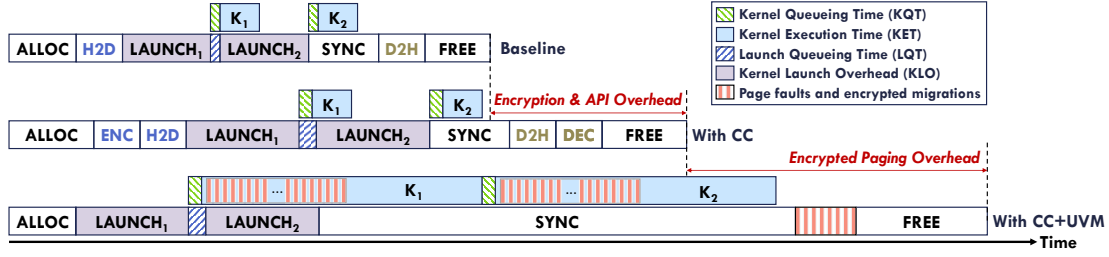 K1 K2
ALLOC H2D LAUNCH1 LAUNCH2 SYNC D2H FREE Baseline
Kernel Queueing Time (KQT)
Kernel Execution Time (KET)
Launch Queueing Time (LQT)
Kernel Launch Overhead (KLO)
Page faults and encrypted migrations
K1 K2 Encryption & API Overhead
ALLOC ENC H2D LAUNCH1 LAUNCH2 SYNC D2H DEC FREE With CC
Encrypted Paging Overhead
... K1 ... K2
ALLOC LAUNCH1 LAUNCH2 SYNC FREE With CC+UVM
Time